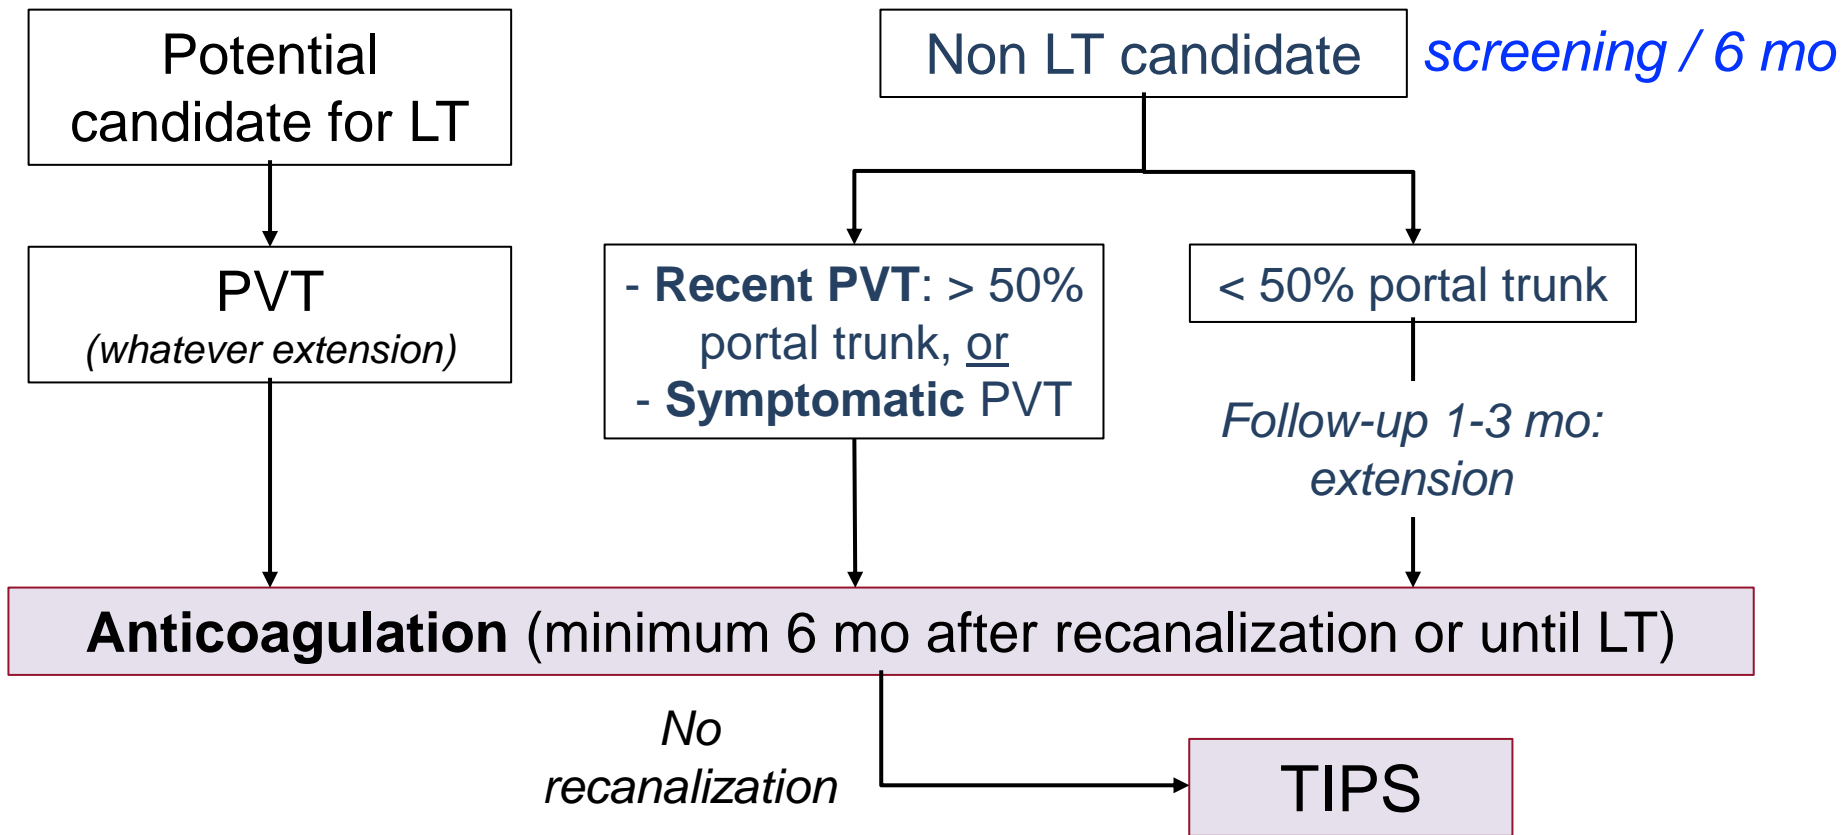 Potential
candidate for LT
Non LT candidate
screening / 6 mo
PVT
(whatever extension)
- Recent PVT: > 50%
portal trunk, or
- Symptomatic PVT
< 50% portal trunk
Follow-up 1-3 mo:
extension
Anticoagulation (minimum 6 mo after recanalization or until LT)
No
recanalization
TIPS